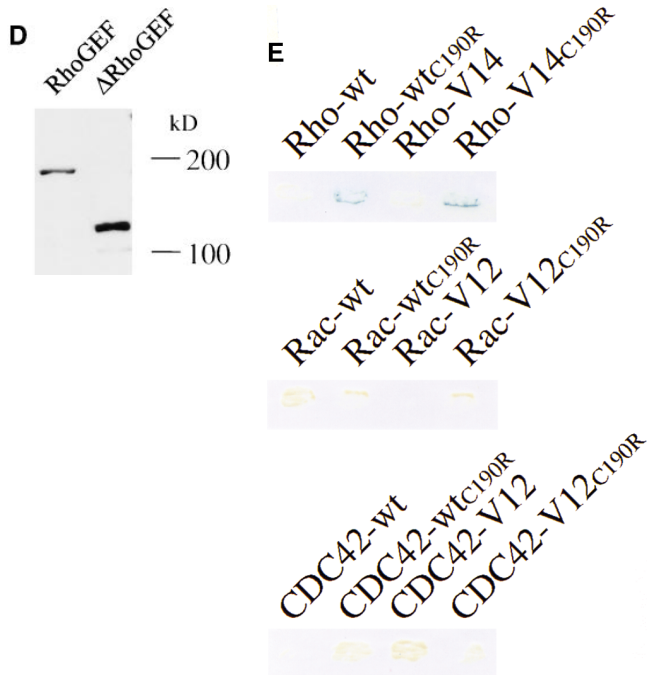 D
RhoGEF
ΔRhoGEF
kD
200
100
E
Rho-wt
Rho-wtC190R
Rho-V14
Rho-V14C190R
Rac-wt
Rac-wtC190R
Rac-V12
Rac-V12C190R
CDC42-wt
CDC42-wtC190R
CDC42-V12
CDC42-V12C190R